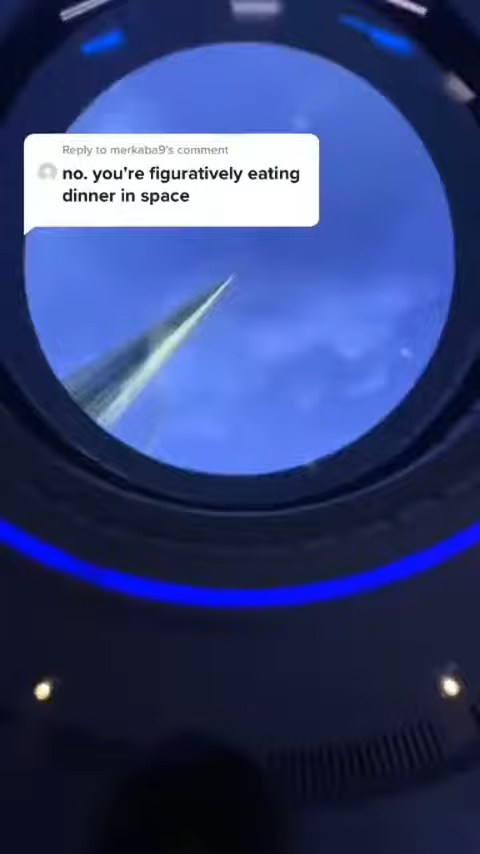 Reply to merkaba9's comment
no. you're figuratively eating
dinner in space